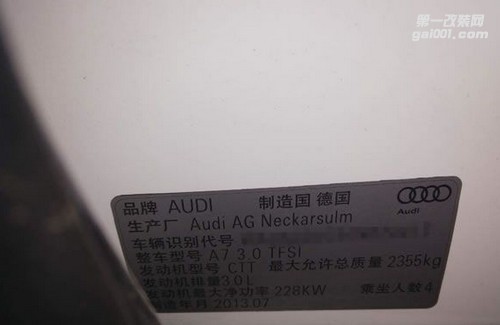 第一改装网
gai001.com
品牌 AUDI 制造国 德国
生产厂 Audi AG Neckarsulm
Audi
车辆识别代号
整车型号 A7 3.0 TFSI
发动机型号 CTT 最大允许总质量 2355kg
发动机排量3.0L
发动机最大净功率 228KW 乘坐人数4
制造年月 2013.07